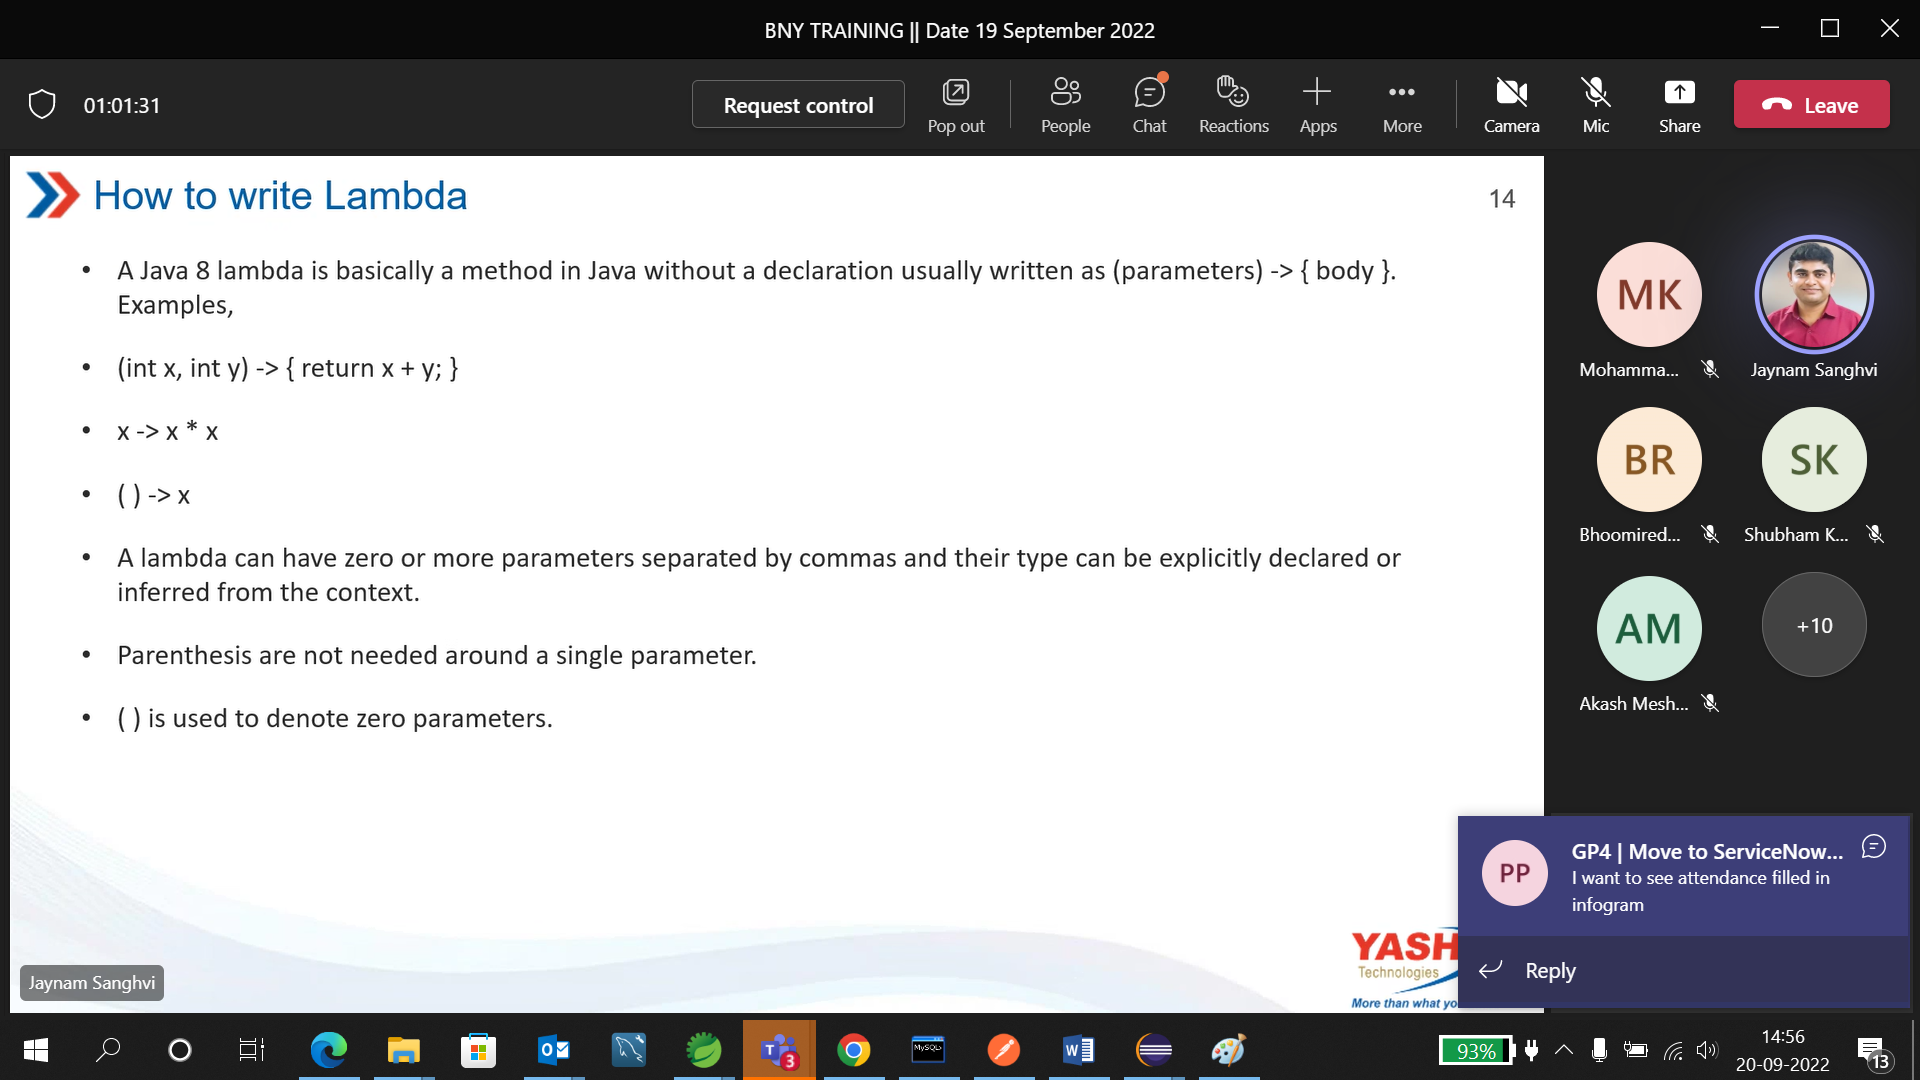 BNY TRAINING || Date 19 September 2022
01:01:31
Request control
Pop out
People
Chat
Reactions
Apps
More
Camera
Mic
Share
Leave
How to write Lambda
14
• A Java 8 lambda is basically a method in Java without a declaration usually written as (parameters) -> { body }.
Examples,
• (int x, int y) -> { return x + y; }
• x -> x * x
• ( ) -> x
• A lambda can have zero or more parameters separated by commas and their type can be explicitly declared or
inferred from the context.
• Parenthesis are not needed around a single parameter.
• ( ) is used to denote zero parameters.
MK
Mohamma...
Jaynam Sanghvi
BR
Bhoomired...
SK
Shubham K...
AM
Akash Mesh...
+10
PP
GP4 | Move to ServiceNow...
I want to see attendance filled in
infogram
Reply
YASH
Technologies
More than what yo
Jaynam Sanghvi
T
3
MySQL
W
93%
14:56
20-09-2022
13